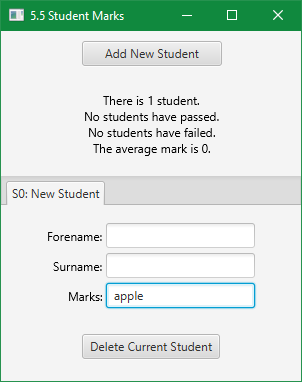 5.5 Student Marks
Add New Student
There is 1 student.
No students have passed.
No students have failed.
The average mark is 0.
S0: New Student
Forename:
Surname:
Marks: apple
Delete Current Student